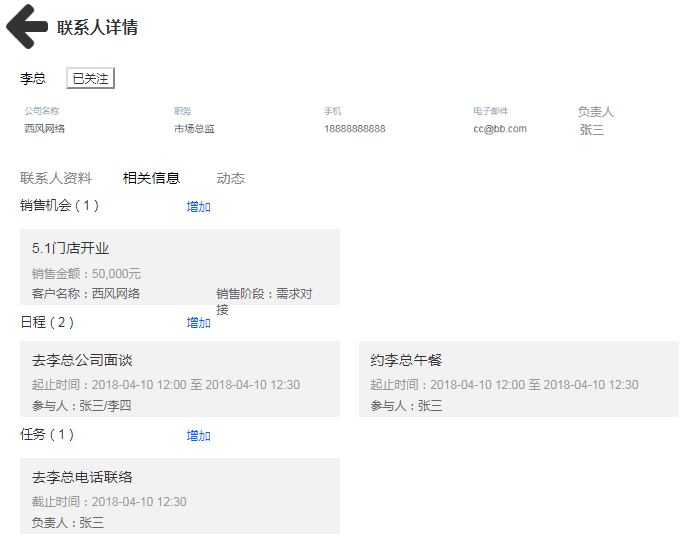 联系人详情
李总 已关注
公司名称 职务 手机 电子邮件 负责人
西风网络 市场总监 18888888888 cc@bb.com 张三
联系人资料 相关信息 动态
销售机会 ( 1 ) 增加
5.1门店开业
销售金额：50,000元
客户名称：西风网络 销售阶段：需求对
接
日程 ( 2 ) 增加
去李总公司面谈 约李总午餐
起止时间：2018-04-10 12:00 至 2018-04-10 12:30 起止时间：2018-04-10 12:00 至 2018-04-10 12:30
参与人：张三/李四 参与人：张三
任务 ( 1 ) 增加
去李总电话联络
截止时间：2018-04-10 12:30
负责人：张三